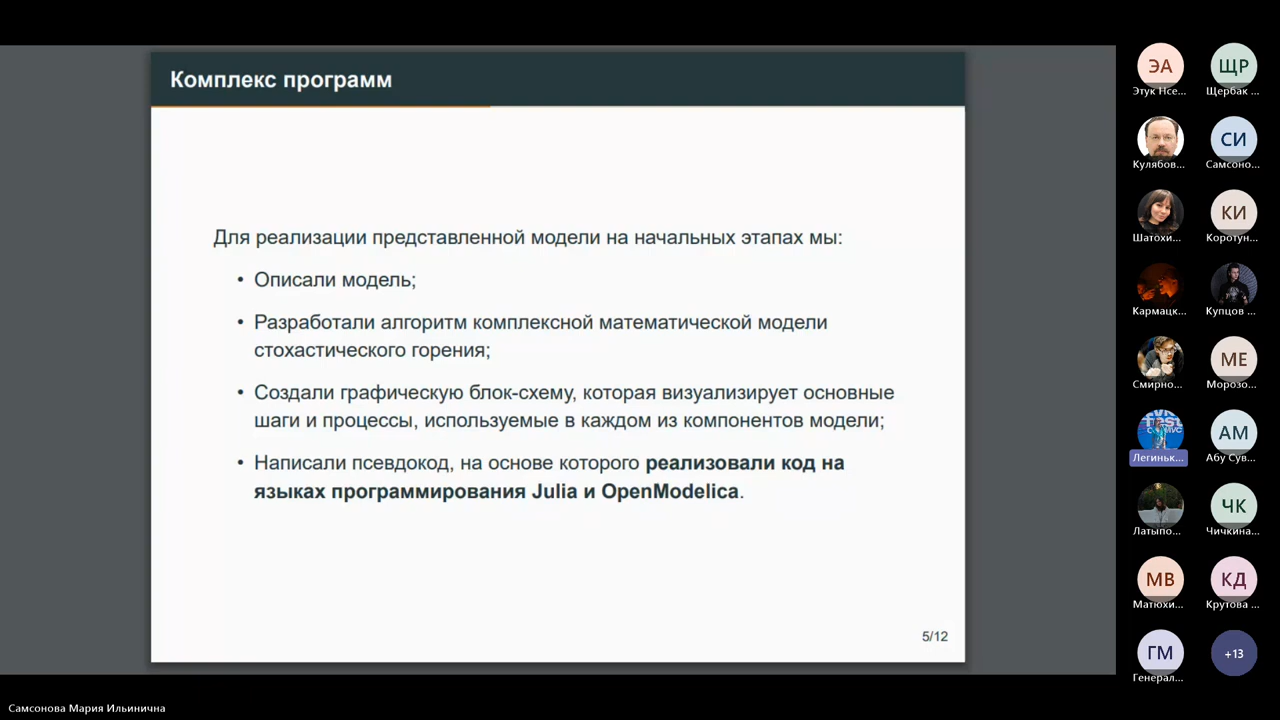 Комплекс программ
Для реализации представленной модели на начальных этапах мы:
• Описали модель;
• Разработали алгоритм комплексной математической модели
стохастического горения;
• Создали графическую блок-схему, которая визуализирует основные
шаги и процессы, используемые в каждом из компонентов модели;
• Написали псевдокод, на основе которого реализовали код на
языках программирования Julia и OpenModelica.
5/12
ЭА
Этук Нсе...
ЩР
Щербак ...
Кулябов...
СИ
Самсоно...
Шатохи...
КИ
Коротун...
Кармацк...
Купцов ...
Смирно...
МЕ
Морозо...
Легиньк...
АМ
Абу Сув...
Латыпо...
ЧК
Чичкина...
МВ
Матюхи...
КД
Крутова ...
ГМ
Генерал...
+13
Самсонова Мария Ильинична